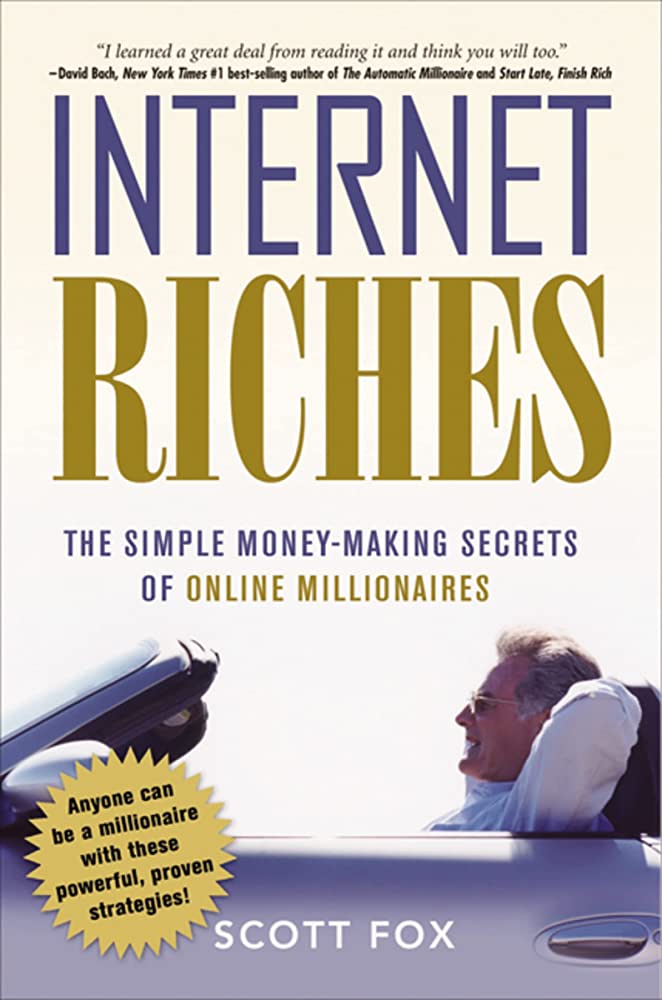 “I learned a great deal from reading it and think you will too.”
–David Bach, New York Times #1 best-selling author of The Automatic Millionaire and Start Late, Finish Rich
INTERNET
RICHES
THE SIMPLE MONEY-MAKING SECRETS
OF ONLINE MILLIONAIRES
Anyone can
be a millionaire
with these
powerful, proven
strategies!
SCOTT FOX